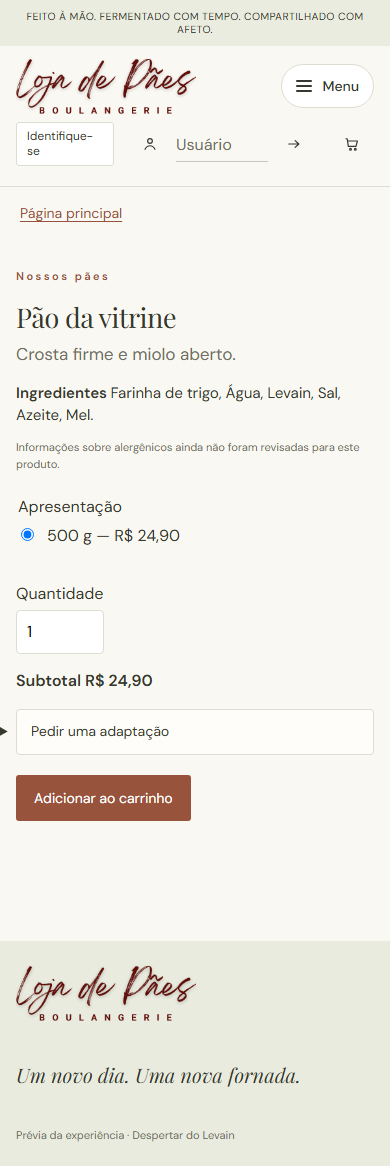 FEITO À MÃO. FERMENTADO COM TEMPO. COMPARTILHADO COM
AFETO.
Loja de Pães
BOULANGERIE
Menu
Identifique-
se
Usuário
Página principal
Nossos pães
Pão da vitrine
Crosta firme e miolo aberto.
Ingredientes Farinha de trigo, Água, Levain, Sal,
Azeite, Mel.
Informações sobre alergênicos ainda não foram revisadas para este
produto.
Apresentação
500 g — R$ 24,90
Quantidade
1
Subtotal R$ 24,90
Pedir uma adaptação
Adicionar ao carrinho
Loja de Pães
BOULANGERIE
Um novo dia. Uma nova fornada.
Prévia da experiência · Despertar do Levain